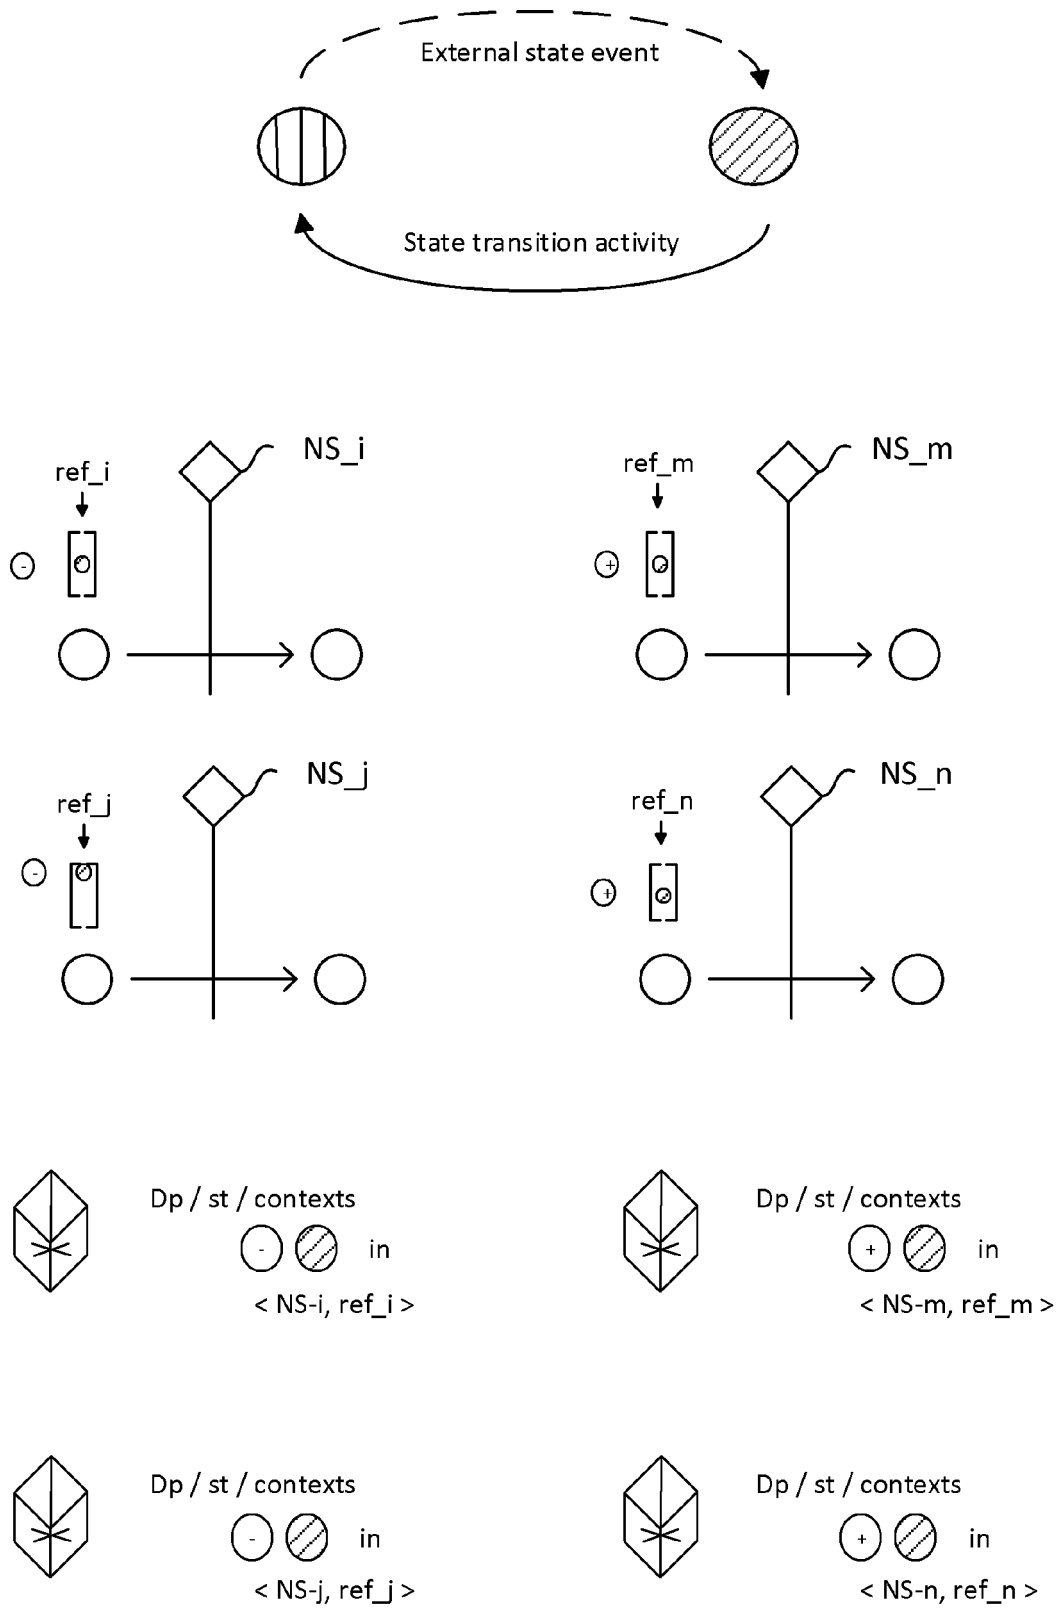 External state event
State transition activity
NS_i
ref_i
-
NS_m
ref_m
+
NS_j
ref_j
-
NS_n
ref_n
+
Dp / st / contexts
- in
< NS-i, ref_i >
Dp / st / contexts
+ in
< NS-m, ref_m >
Dp / st / contexts
- in
< NS-j, ref_j >
Dp / st / contexts
+ in
< NS-n, ref_n >